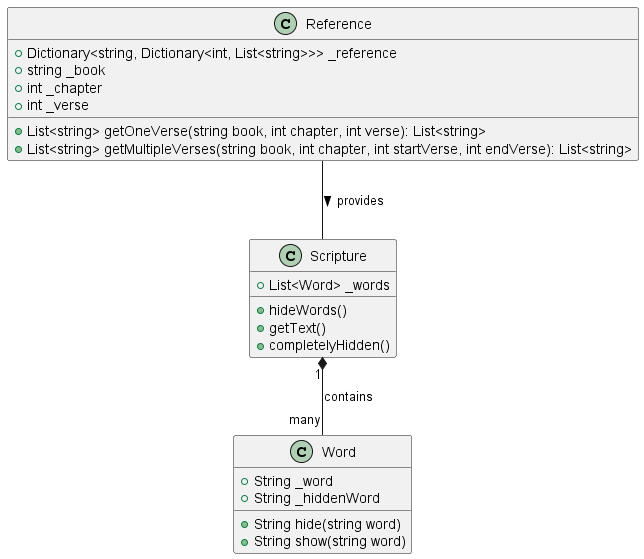 C Reference
Dictionary<string, Dictionary<int, List<string>>> _reference
string _book
int _chapter
int _verse
List<string> getOneVerse(string book, int chapter, int verse): List<string>
List<string> getMultipleVerses(string book, int chapter, int startVerse, int endVerse): List<string>
provides
C Scripture
List<Word> _words
hideWords()
getText()
completelyHidden()
1
contains
many
C Word
String _word
String _hiddenWord
String hide(string word)
String show(string word)